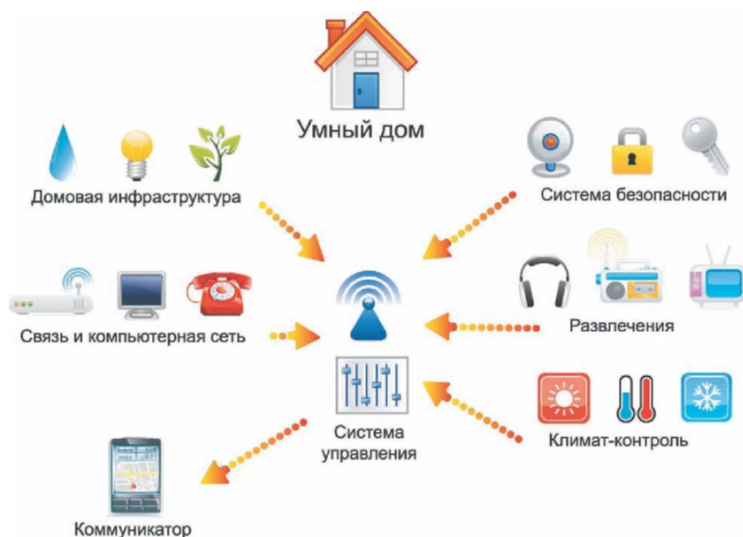 Умный дом
Домовая инфраструктура
Система безопасности
Связь и компьютерная сеть
Развлечения
Система
управления
Климат-контроль
Коммуникатор